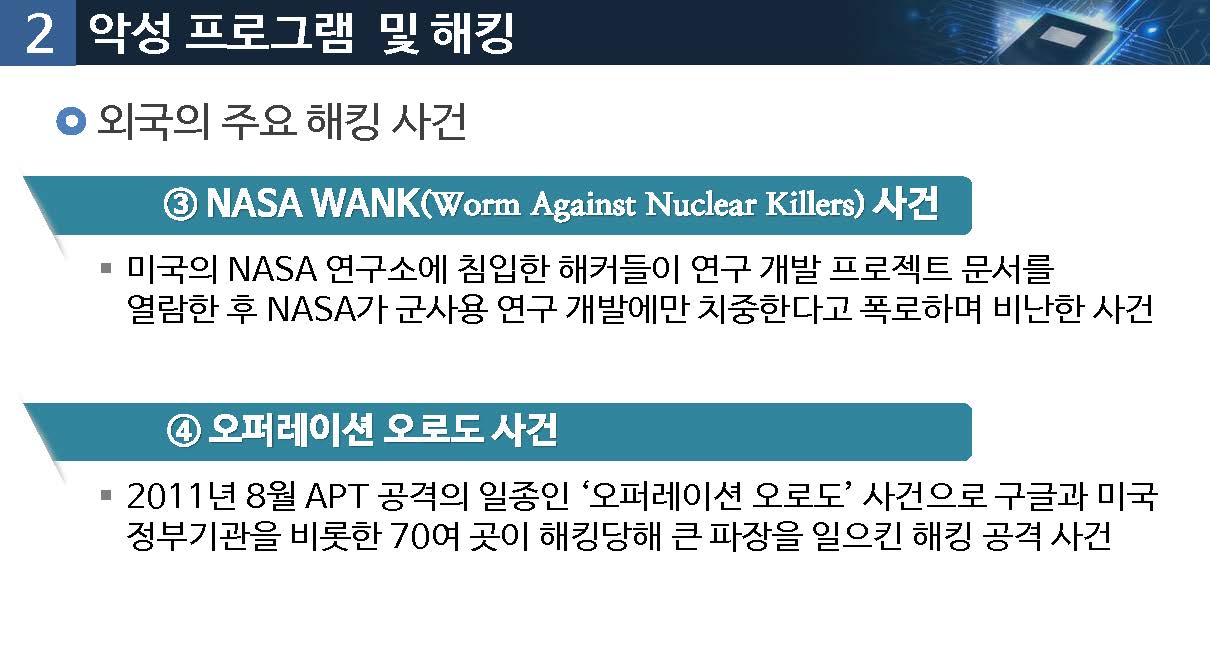 2 악성 프로그램 및 해킹
외국의 주요 해킹 사건
③ NASA WANK(Worm Against Nuclear Killers) 사건
▪ 미국의 NASA 연구소에 침입한 해커들이 연구 개발 프로젝트 문서를
열람한 후 NASA가 군사용 연구 개발에만 치중한다고 폭로하며 비난한 사건
④ 오퍼레이션 오로도 사건
▪ 2011년 8월 APT 공격의 일종인 ‘오퍼레이션 오로도’ 사건으로 구글과 미국
정부기관을 비롯한 70여 곳이 해킹당해 큰 파장을 일으킨 해킹 공격 사건